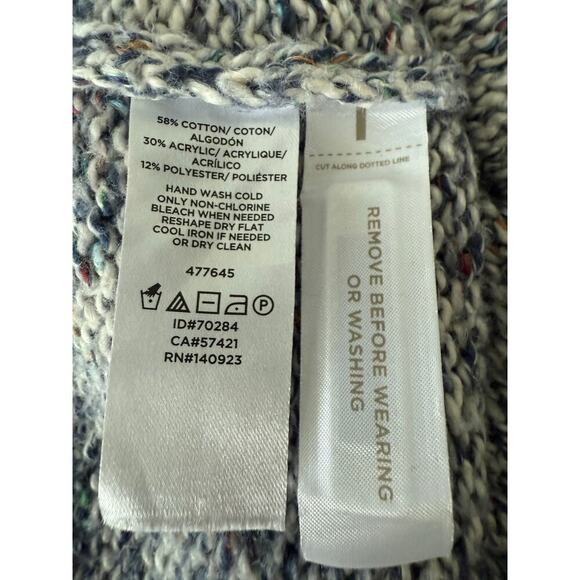 58% COTTON/ COTON/
ALGODÓN
30% ACRYLIC/ ACRYLIQUE/
ACRÍLICO
12% POLYESTER/ POLIÉSTER
HAND WASH COLD
ONLY NON-CHLORINE
BLEACH WHEN NEEDED
RESHAPE DRY FLAT
COOL IRON IF NEEDED
OR DRY CLEAN
477645
P
ID#70284
CA#57421
RN#140923
CUT ALONG DOTTED LINE
REMOVE BEFORE WEARING
OR WASHING